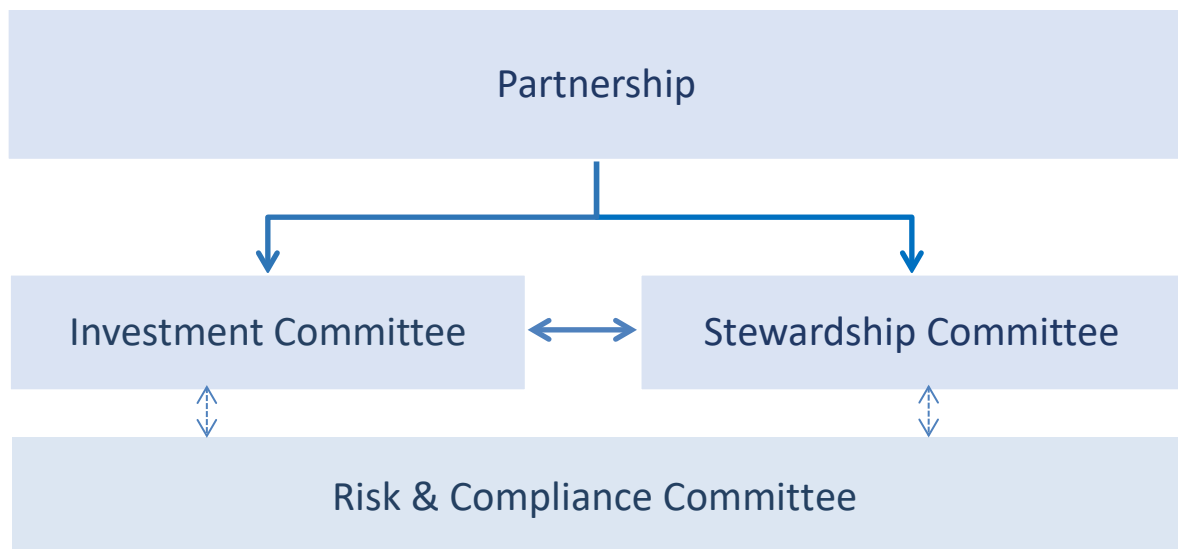 Partnership
Investment Committee
Stewardship Committee
Risk & Compliance Committee